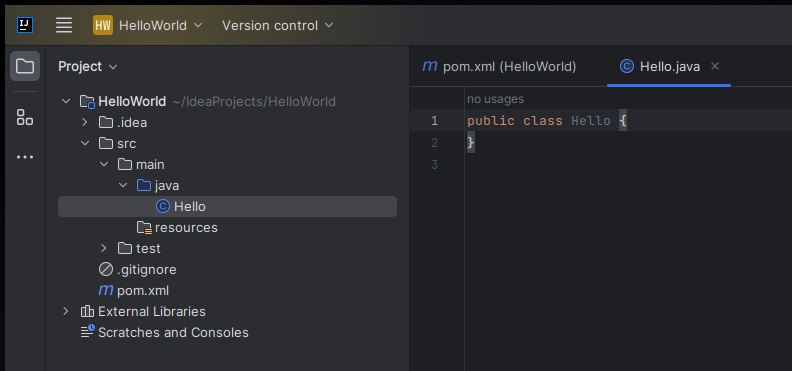 IJ
HW HelloWorld Version control
Project
HelloWorld ~/IdeaProjects/HelloWorld
.idea
src
main
java
C Hello
resources
test
.gitignore
m pom.xml
External Libraries
Scratches and Consoles
m pom.xml (HelloWorld) C Hello.java ×
no usages
1 public class Hello {
2 }
3